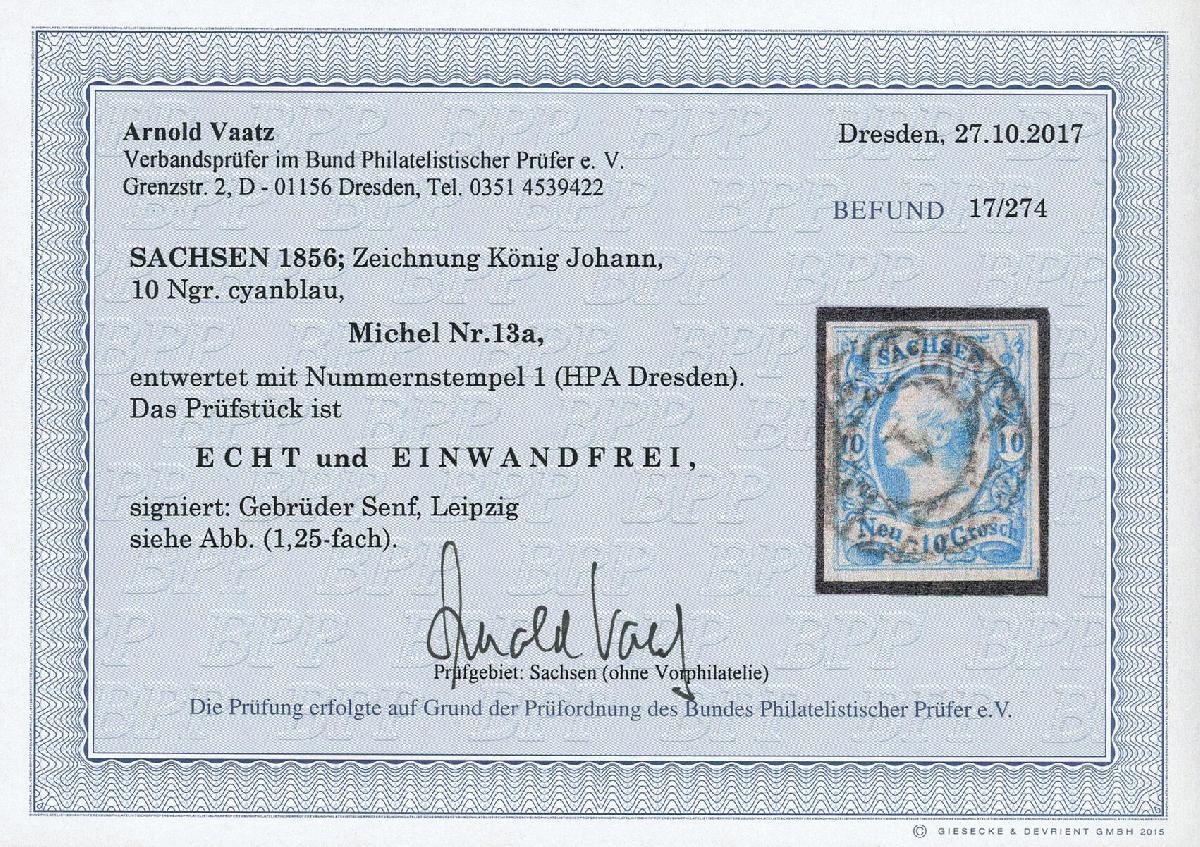 Arnold Vaatz
Verbandsprüfer im Bund Philatelistischer Prüfer e. V.
Grenzstr. 2, D - 01156 Dresden, Tel. 0351 4539422
Dresden, 27.10.2017
BEFUND 17/274
SACHSEN 1856; Zeichnung König Johann,
10 Ngr. cyanblau,
Michel Nr.13a,
entwertet mit Nummernstempel 1 (HPA Dresden).
Das Prüfstück ist
ECHT und EINWANDFREI,
signiert: Gebrüder Senf, Leipzig
siehe Abb. (1,25-fach).
SACHSEN
10 10
Neu-10 Grosch
1
Arnold Vaatz
Prüfgebiet: Sachsen (ohne Vorphilatelie)
Die Prüfung erfolgte auf Grund der Prüfordnung des Bundes Philatelistischer Prüfer e.V.
© GIESECKE & DEVRIENT GMBH 2015